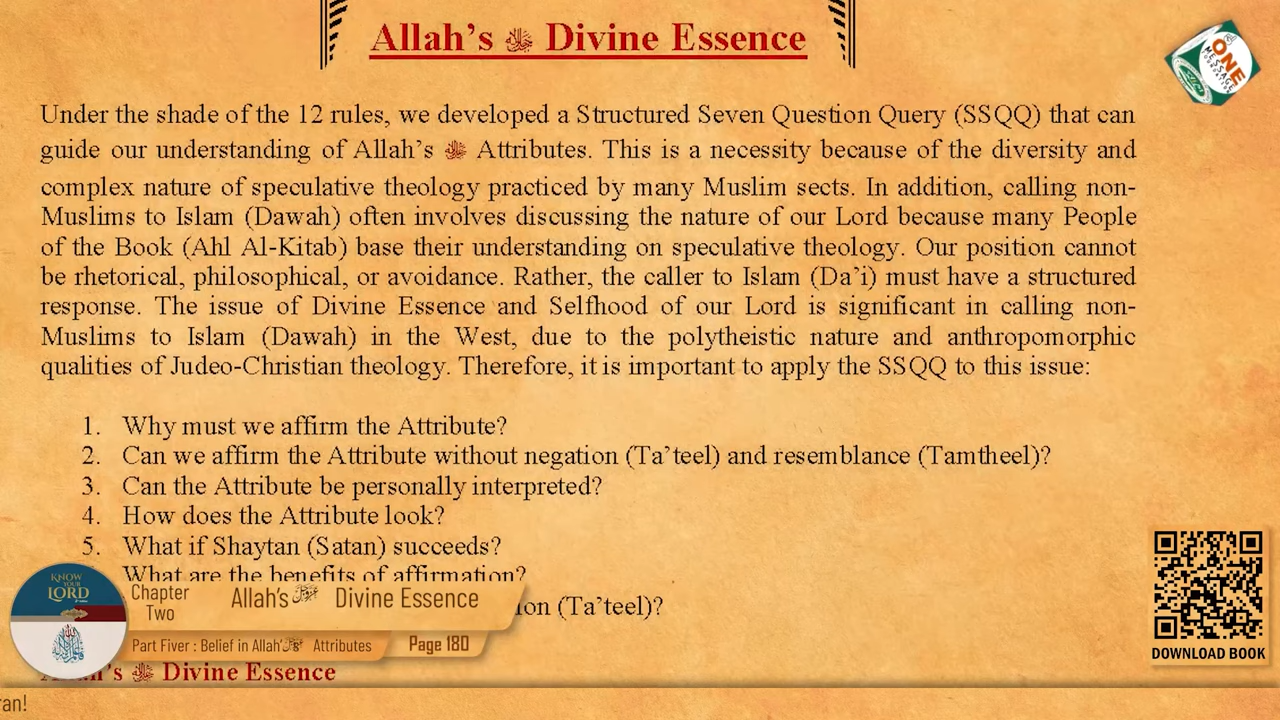 Allah's ﷻ Divine Essence
Under the shade of the 12 rules, we developed a Structured Seven Question Query (SSQQ) that can
guide our understanding of Allah's ﷻ Attributes. This is a necessity because of the diversity and
complex nature of speculative theology practiced by many Muslim sects. In addition, calling non-
Muslims to Islam (Dawah) often involves discussing the nature of our Lord because many People
of the Book (Ahl Al-Kitab) base their understanding on speculative theology. Our position cannot
be rhetorical, philosophical, or avoidance. Rather, the caller to Islam (Da'i) must have a structured
response. The issue of Divine Essence and Selfhood of our Lord is significant in calling non-
Muslims to Islam (Dawah) in the West, due to the polytheistic nature and anthropomorphic
qualities of Judeo-Christian theology. Therefore, it is important to apply the SSQQ to this issue:
1. Why must we affirm the Attribute?
2. Can we affirm the Attribute without negation (Ta'teel) and resemblance (Tamtheel)?
3. Can the Attribute be personally interpreted?
4. How does the Attribute look?
5. What if Shaytan (Satan) succeeds?
What are the benefits of affirmation?
ion (Ta'teel)?
KNOW
YOUR
LORD
Chapter
Two
Allah's Divine Essence
Part Fiver : Belief in Allah's Attributes
Page 180
's ﷻ Divine Essence
ran!
ONE
MESSAGE
DOWNLOAD BOOK